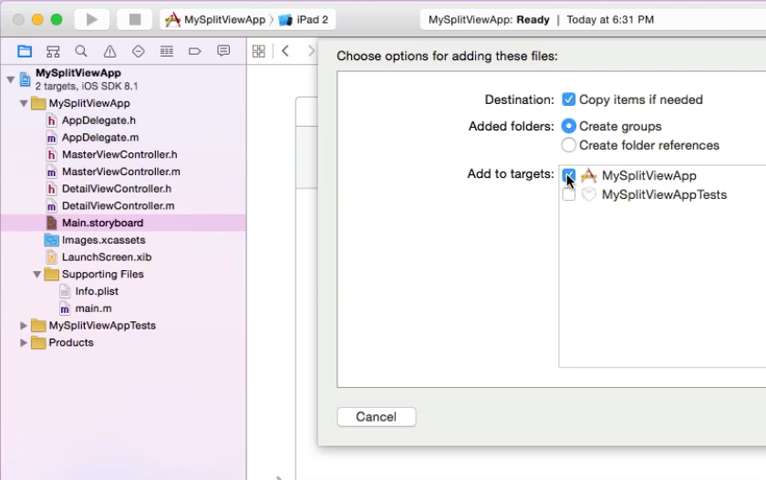 MySplitViewApp
iPad 2
MySplitViewApp: Ready | Today at 6:31 PM
MySplitViewApp
2 targets, iOS SDK 8.1
MySplitViewApp
h AppDelegate.h
m AppDelegate.m
h MasterViewController.h
m MasterViewController.m
h DetailViewController.h
m DetailViewController.m
Main.storyboard
Images.xcassets
LaunchScreen.xib
Supporting Files
Info.plist
m main.m
MySplitViewAppTests
Products
Choose options for adding these files:
Destination: Copy items if needed
Added folders: Create groups
Create folder references
Add to targets: MySplitViewApp
MySplitViewAppTests
Cancel